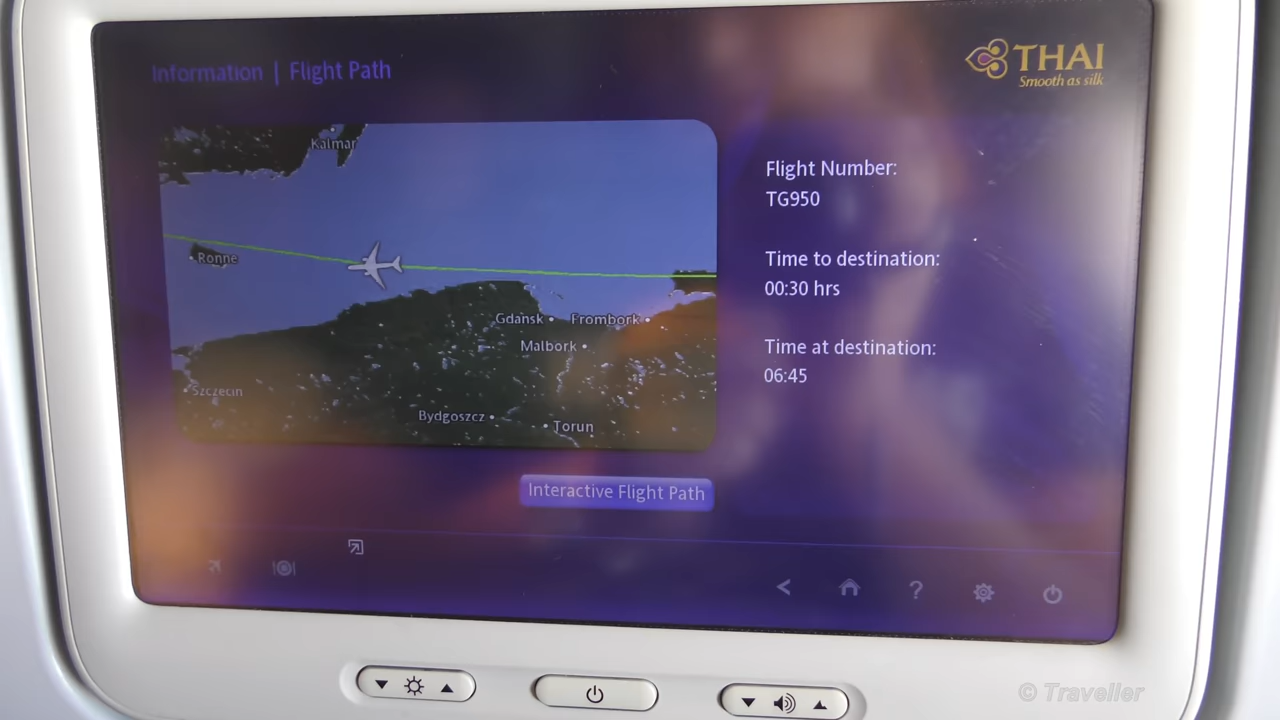 Information | Flight Path
THAI
Smooth as silk
Kalmar
Ronne
Gdańsk
Frombork
Malbork
Szczecin
Bydgoszcz
Torun
Flight Number:
TG950
Time to destination:
00:30 hrs
Time at destination:
06:45
Interactive Flight Path
?
© Traveller